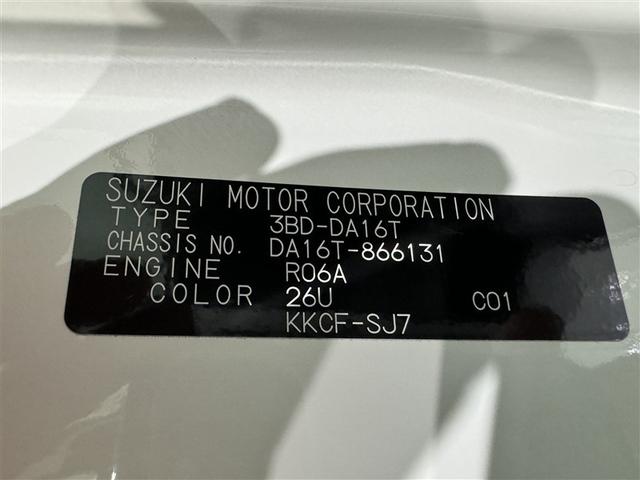 SUZUKI MOTOR CORPORATION
TYPE 3BD-DA16T
CHASSIS NO. DA16T-866131
ENGINE R06A
COLOR 26U C01
KKCF-SJ7